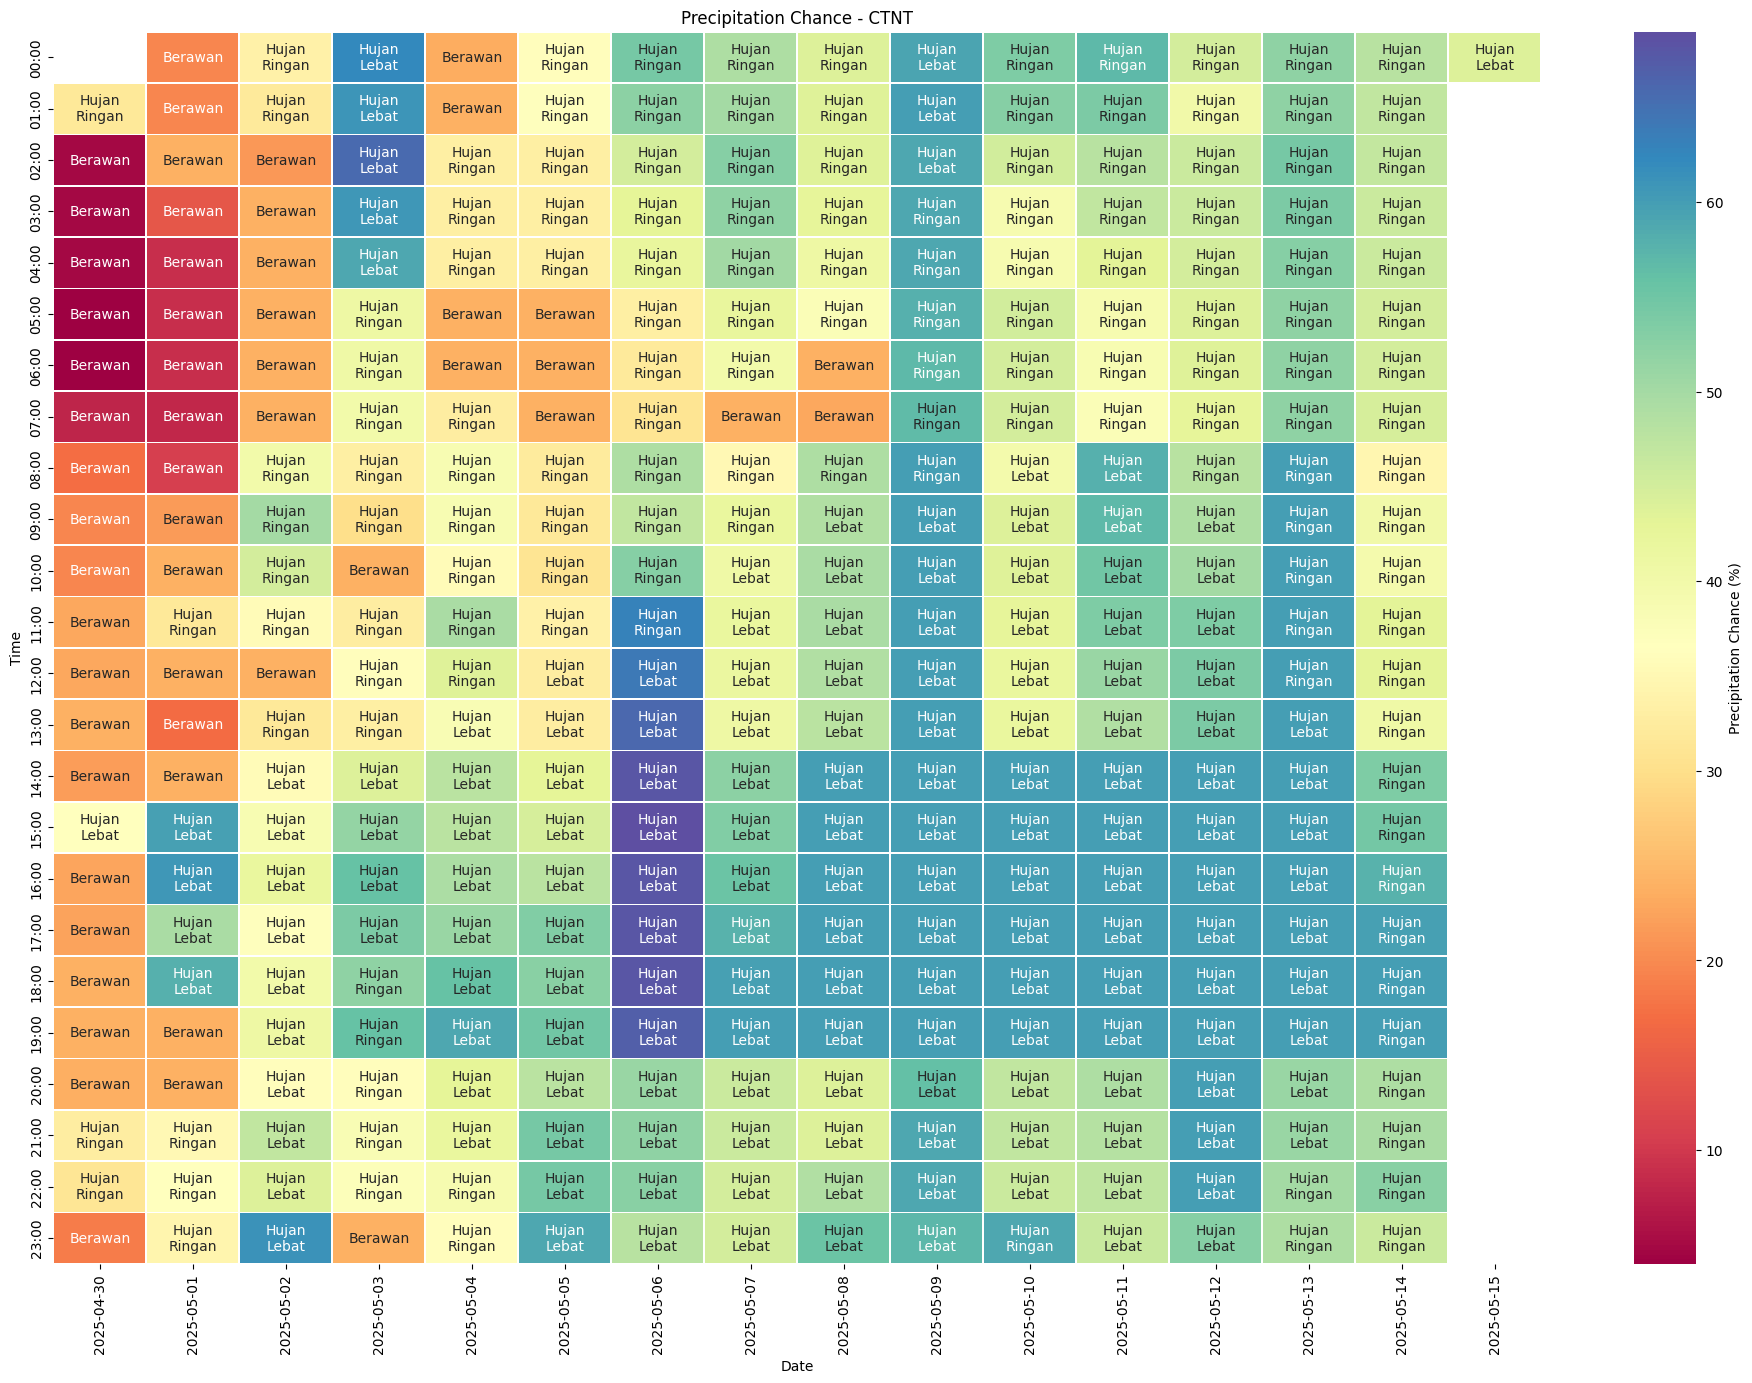 Precipitation Chance - CTNT
00:00 Berawan Hujan Ringan Hujan Lebat Berawan Hujan Ringan Hujan Ringan Hujan Ringan Hujan Ringan Hujan Lebat Hujan Ringan Hujan Ringan Hujan Ringan Hujan Ringan Hujan Ringan Hujan Lebat
01:00 Hujan Ringan Berawan Hujan Ringan Hujan Lebat Berawan Hujan Ringan Hujan Ringan Hujan Ringan Hujan Ringan Hujan Lebat Hujan Ringan Hujan Ringan Hujan Ringan Hujan Ringan Hujan Ringan
02:00 Berawan Berawan Berawan Hujan Lebat Hujan Ringan Hujan Ringan Hujan Ringan Hujan Ringan Hujan Ringan Hujan Lebat Hujan Ringan Hujan Ringan Hujan Ringan Hujan Ringan Hujan Ringan
03:00 Berawan Berawan Berawan Hujan Lebat Hujan Ringan Hujan Ringan Hujan Ringan Hujan Ringan Hujan Ringan Hujan Ringan Hujan Ringan Hujan Ringan Hujan Ringan Hujan Ringan Hujan Ringan
04:00 Berawan Berawan Berawan Hujan Lebat Hujan Ringan Hujan Ringan Hujan Ringan Hujan Ringan Hujan Ringan Hujan Ringan Hujan Ringan Hujan Ringan Hujan Ringan Hujan Ringan Hujan Ringan
05:00 Berawan Berawan Berawan Hujan Ringan Berawan Berawan Hujan Ringan Hujan Ringan Hujan Ringan Hujan Ringan Hujan Ringan Hujan Ringan Hujan Ringan Hujan Ringan Hujan Ringan
06:00 Berawan Berawan Berawan Hujan Ringan Berawan Berawan Hujan Ringan Hujan Ringan Berawan Hujan Ringan Hujan Ringan Hujan Ringan Hujan Ringan Hujan Ringan Hujan Ringan
07:00 Berawan Berawan Berawan Hujan Ringan Hujan Ringan Berawan Hujan Ringan Berawan Berawan Hujan Ringan Hujan Ringan Hujan Ringan Hujan Ringan Hujan Ringan Hujan Ringan
08:00 Berawan Berawan Hujan Ringan Hujan Ringan Hujan Ringan Hujan Ringan Hujan Ringan Hujan Ringan Hujan Ringan Hujan Ringan Hujan Lebat Hujan Lebat Hujan Ringan Hujan Ringan Hujan Ringan
09:00 Berawan Berawan Hujan Ringan Hujan Ringan Hujan Ringan Hujan Ringan Hujan Ringan Hujan Ringan Hujan Lebat Hujan Lebat Hujan Lebat Hujan Lebat Hujan Lebat Hujan Ringan Hujan Ringan
10:00 Berawan Berawan Hujan Ringan Berawan Hujan Ringan Hujan Ringan Hujan Ringan Hujan Lebat Hujan Lebat Hujan Lebat Hujan Lebat Hujan Lebat Hujan Lebat Hujan Ringan Hujan Ringan
11:00 Berawan Hujan Ringan Hujan Ringan Hujan Ringan Hujan Ringan Hujan Ringan Hujan Ringan Hujan Lebat Hujan Lebat Hujan Lebat Hujan Lebat Hujan Lebat Hujan Lebat Hujan Ringan Hujan Ringan
12:00 Berawan Berawan Berawan Hujan Ringan Hujan Ringan Hujan Lebat Hujan Lebat Hujan Lebat Hujan Lebat Hujan Lebat Hujan Lebat Hujan Lebat Hujan Lebat Hujan Ringan Hujan Ringan
13:00 Berawan Berawan Hujan Ringan Hujan Ringan Hujan Lebat Hujan Lebat Hujan Lebat Hujan Lebat Hujan Lebat Hujan Lebat Hujan Lebat Hujan Lebat Hujan Lebat Hujan Lebat Hujan Ringan
14:00 Berawan Berawan Hujan Lebat Hujan Lebat Hujan Lebat Hujan Lebat Hujan Lebat Hujan Lebat Hujan Lebat Hujan Lebat Hujan Lebat Hujan Lebat Hujan Lebat Hujan Lebat Hujan Ringan
15:00 Hujan Lebat Hujan Lebat Hujan Lebat Hujan Lebat Hujan Lebat Hujan Lebat Hujan Lebat Hujan Lebat Hujan Lebat Hujan Lebat Hujan Lebat Hujan Lebat Hujan Lebat Hujan Lebat Hujan Ringan
16:00 Berawan Hujan Lebat Hujan Lebat Hujan Lebat Hujan Lebat Hujan Lebat Hujan Lebat Hujan Lebat Hujan Lebat Hujan Lebat Hujan Lebat Hujan Lebat Hujan Lebat Hujan Lebat Hujan Ringan
17:00 Berawan Hujan Lebat Hujan Lebat Hujan Lebat Hujan Lebat Hujan Lebat Hujan Lebat Hujan Lebat Hujan Lebat Hujan Lebat Hujan Lebat Hujan Lebat Hujan Lebat Hujan Lebat Hujan Ringan
18:00 Berawan Hujan Lebat Hujan Lebat Hujan Ringan Hujan Lebat Hujan Lebat Hujan Lebat Hujan Lebat Hujan Lebat Hujan Lebat Hujan Lebat Hujan Lebat Hujan Lebat Hujan Lebat Hujan Ringan
19:00 Berawan Berawan Hujan Lebat Hujan Ringan Hujan Lebat Hujan Lebat Hujan Lebat Hujan Lebat Hujan Lebat Hujan Lebat Hujan Lebat Hujan Lebat Hujan Lebat Hujan Lebat Hujan Ringan
20:00 Berawan Berawan Hujan Lebat Hujan Ringan Hujan Lebat Hujan Lebat Hujan Lebat Hujan Lebat Hujan Lebat Hujan Lebat Hujan Lebat Hujan Lebat Hujan Lebat Hujan Lebat Hujan Ringan
21:00 Hujan Ringan Hujan Ringan Hujan Lebat Hujan Ringan Hujan Lebat Hujan Lebat Hujan Lebat Hujan Lebat Hujan Lebat Hujan Lebat Hujan Lebat Hujan Lebat Hujan Lebat Hujan Lebat Hujan Ringan
22:00 Hujan Ringan Hujan Ringan Hujan Lebat Hujan Ringan Hujan Ringan Hujan Lebat Hujan Lebat Hujan Lebat Hujan Lebat Hujan Lebat Hujan Lebat Hujan Lebat Hujan Lebat Hujan Ringan Hujan Ringan
23:00 Berawan Hujan Ringan Hujan Lebat Berawan Hujan Ringan Hujan Lebat Hujan Lebat Hujan Lebat Hujan Lebat Hujan Lebat Hujan Ringan Hujan Lebat Hujan Lebat Hujan Ringan Hujan Ringan
Time
2025-04-30 2025-05-01 2025-05-02 2025-05-03 2025-05-04 2025-05-05 2025-05-06 2025-05-07 2025-05-08 2025-05-09 2025-05-10 2025-05-11 2025-05-12 2025-05-13 2025-05-14 2025-05-15
Date
60
50
40
30
20
10
Precipitation Chance (%)